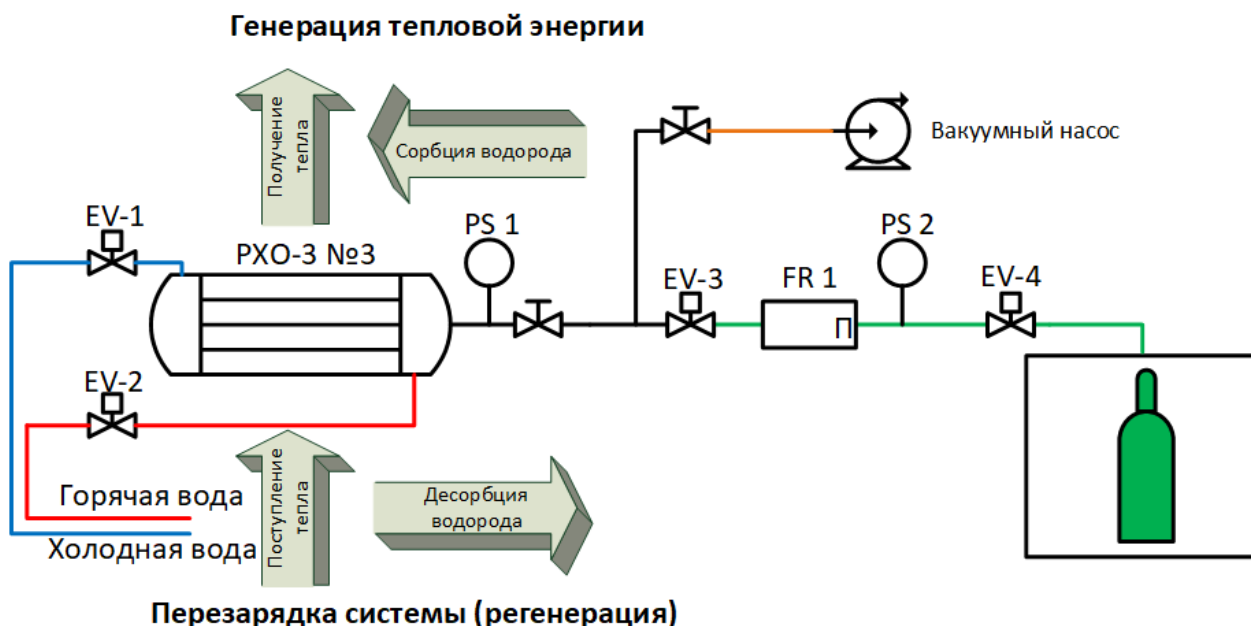 Генерация тепловой энергии
Получение
тепла
Сорбция водорода
Вакуумный насос
EV-1
PS 1
PS 2
РХО-3 №3
EV-3
FR 1
EV-4
П
EV-2
Горячая вода
Холодная вода
Поступление
тепла
Десорбция
водорода
Перезарядка системы (регенерация)